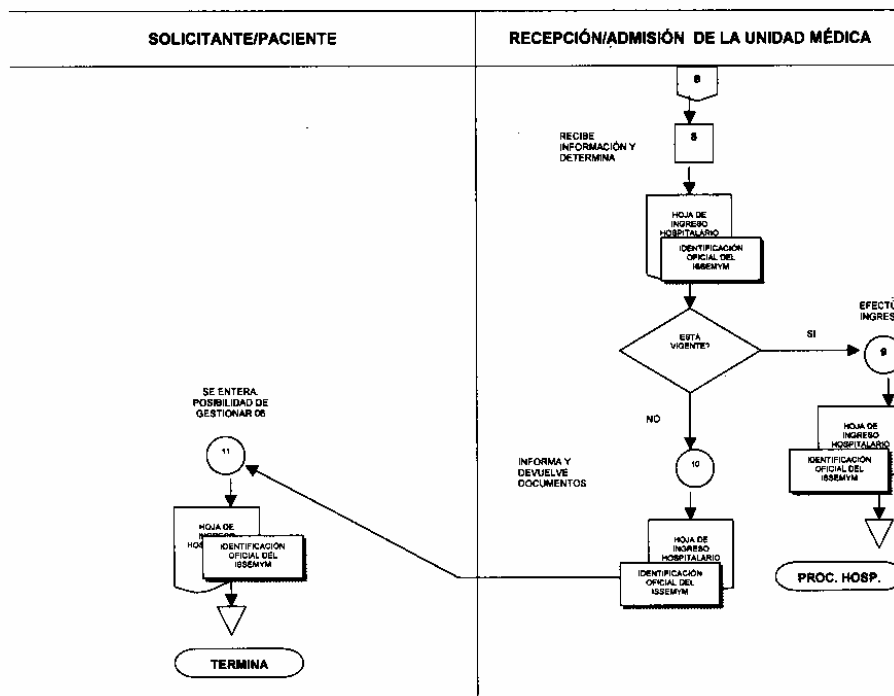 SOLICITANTE/PACIENTE
RECEPCIÓN/ADMISIÓN DE LA UNIDAD MÉDICA
B
RECIBE
INFORMACIÓN Y
DETERMINA
8
HOJA DE
INGRESO
HOSPITALARIO
IDENTIFICACIÓN
OFICIAL DEL
ISSEMYM
ESTÁ
VIGENTE?
SI
EFECTÚ
INGRES
9
HOJA DE
INGRESO
HOSPITALARIO
IDENTIFICACIÓN
OFICIAL DEL
ISSEMYM
PROC. HOSP.
NO
INFORMA Y
DEVUELVE
DOCUMENTOS
10
HOJA DE
INGRESO
HOSPITALARIO
IDENTIFICACIÓN
OFICIAL DEL
ISSEMYM
SE ENTERA
POSIBILIDAD DE
GESTIONAR 06
11
HOJA DE
INGRESO
HOS
IDENTIFICACIÓN
OFICIAL DEL
ISSEMYM
TERMINA